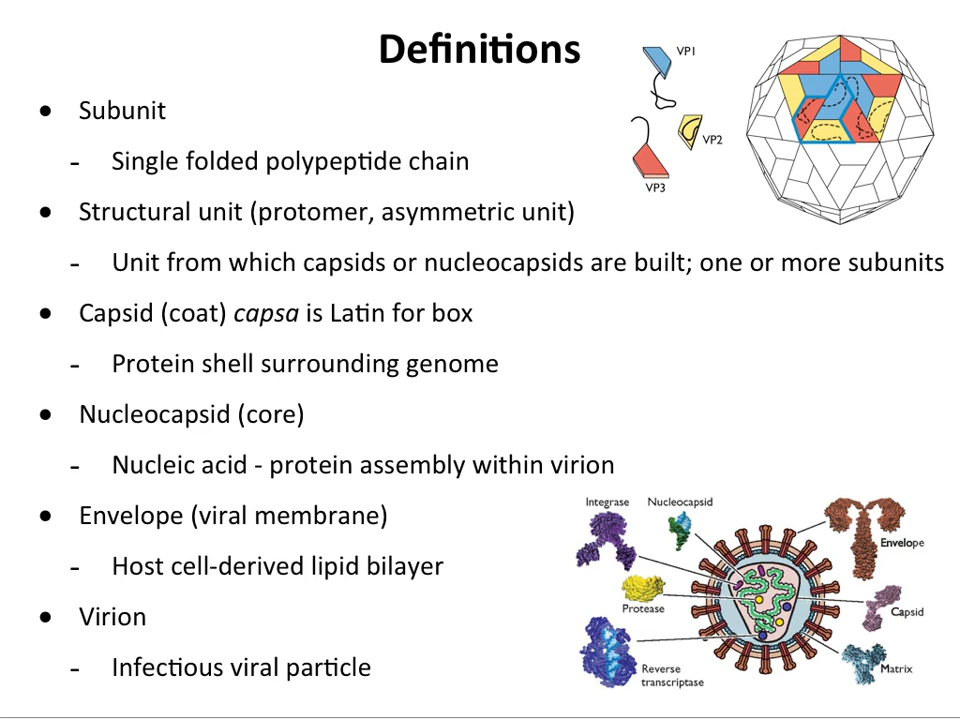 Definitions
• Subunit
- Single folded polypeptide chain
• Structural unit (protomer, asymmetric unit)
- Unit from which capsids or nucleocapsids are built; one or more subunits
• Capsid (coat) capsa is Latin for box
- Protein shell surrounding genome
• Nucleocapsid (core)
- Nucleic acid - protein assembly within virion
• Envelope (viral membrane)
- Host cell-derived lipid bilayer
• Virion
- Infectious viral particle
VP1
VP2
VP3
Integrase
Nucleocapsid
Envelope
Protease
Capsid
Reverse
transcriptase
Matrix